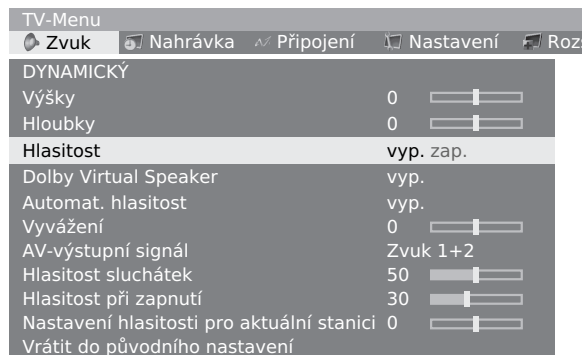 TV-Menu
Zvuk Nahrávka Připojení Nastavení Rozš
DYNAMICKÝ
Výšky 0
Hloubky 0
Hlasitost vyp. zap.
Dolby Virtual Speaker vyp.
Automat. hlasitost vyp.
Vyvážení 0
AV-výstupní signál Zvuk 1+2
Hlasitost sluchátek 50
Hlasitost při zapnutí 30
Nastavení hlasitosti pro aktuální stanici 0
Vrátit do původního nastavení